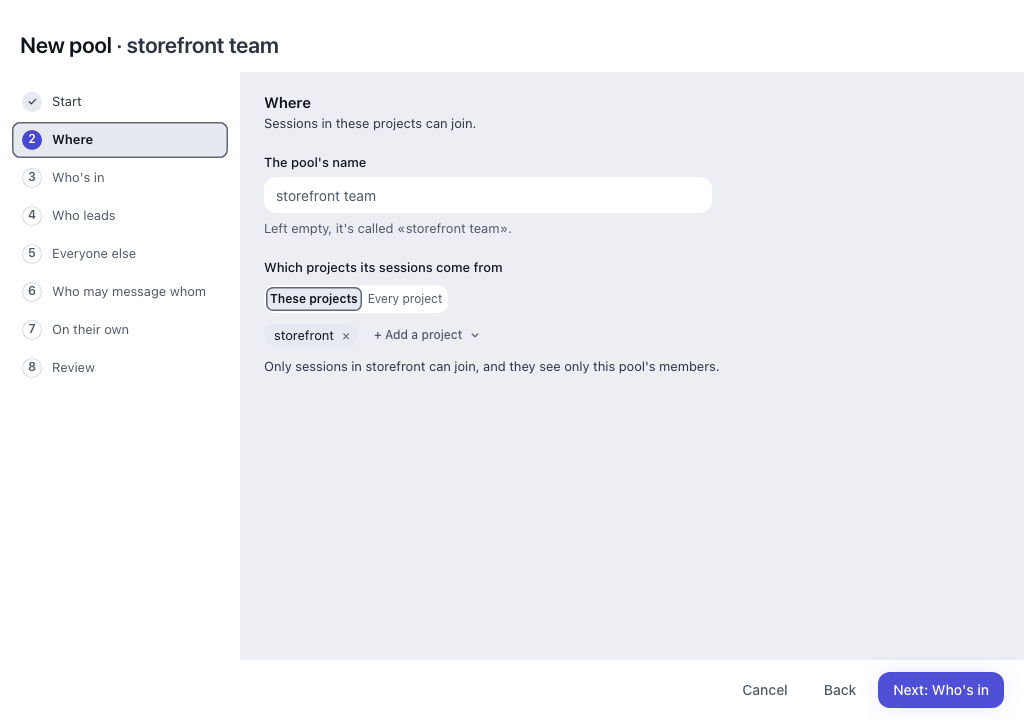 New pool · storefront team
Start
2 Where
3 Who's in
4 Who leads
5 Everyone else
6 Who may message whom
7 On their own
8 Review
Where
Sessions in these projects can join.
The pool's name
storefront team
Left empty, it's called «storefront team».
Which projects its sessions come from
These projects Every project
storefront × + Add a project
Only sessions in storefront can join, and they see only this pool's members.
Cancel Back Next: Who's in